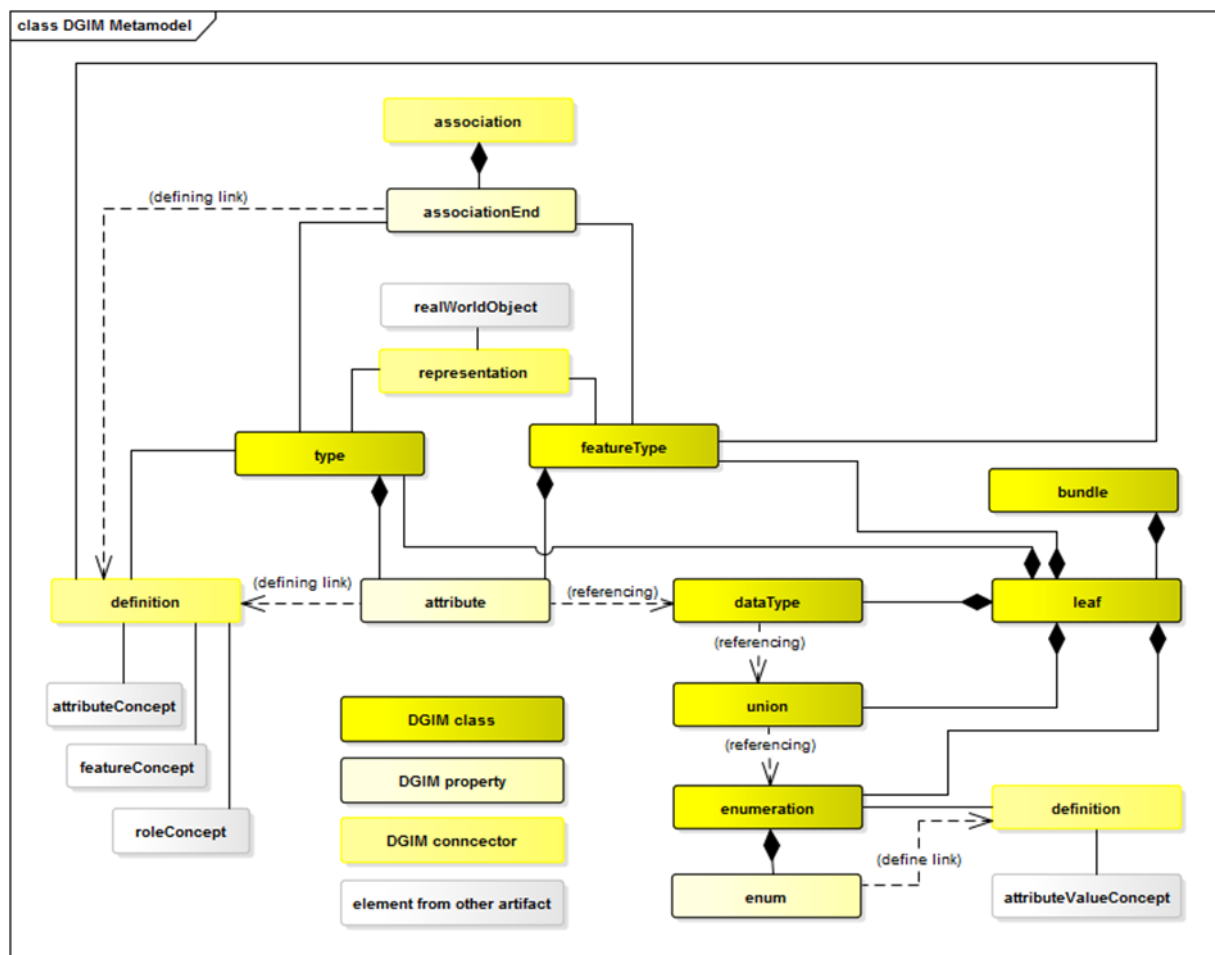 class DGIM Metamodel
association
(defining link)
associationEnd
realWorldObject
representation
type
featureType
bundle
definition
(defining link)
attribute
(referencing)
dataType
leaf
(referencing)
attributeConcept
union
DGIM class
(referencing)
featureConcept
DGIM property
enumeration
definition
roleConcept
DGIM conncector
(define link)
element from other artifact
enum
attributeValueConcept